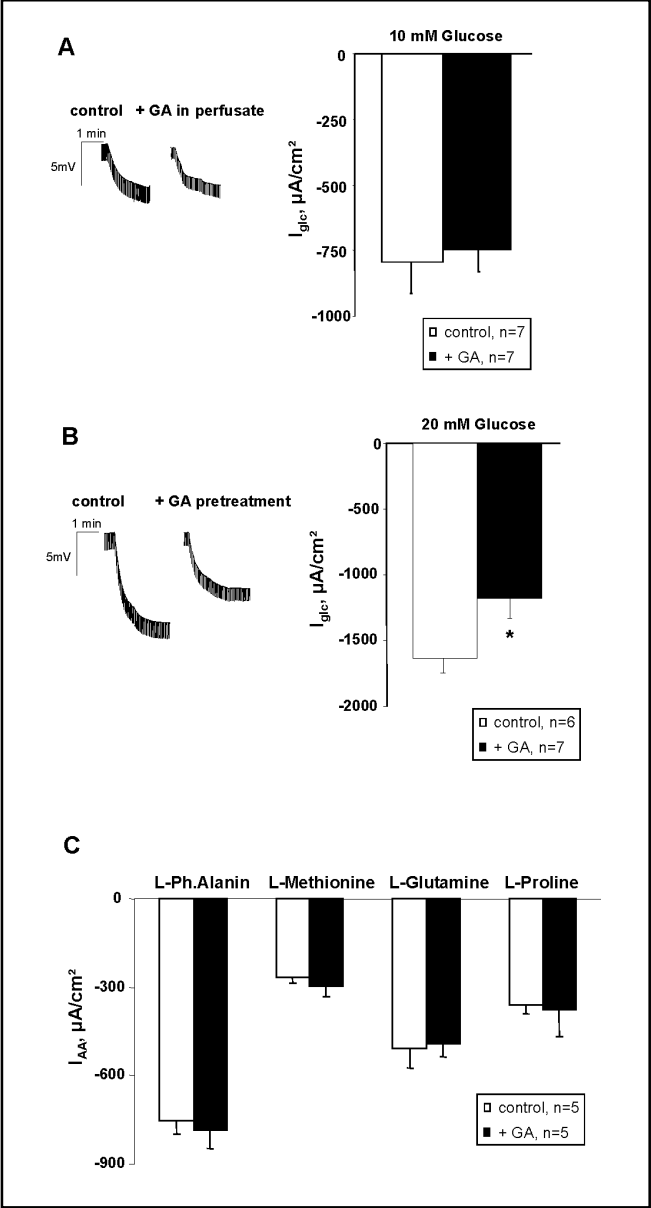 A
10 mM Glucose
control + GA in perfusate
1 min
5mV
0
-250
-500
-750
-1000
Iglc, µA/cm²
control, n=7
+ GA, n=7
B
20 mM Glucose
control + GA pretreatment
1 min
5mV
0
-500
-1000
-1500
-2000
Iglc, µA/cm²
*
control, n=6
+ GA, n=7
C
L-Ph.Alanin L-Methionine L-Glutamine L-Proline
0
-300
-600
-900
IAA, µA/cm²
control, n=5
+ GA, n=5